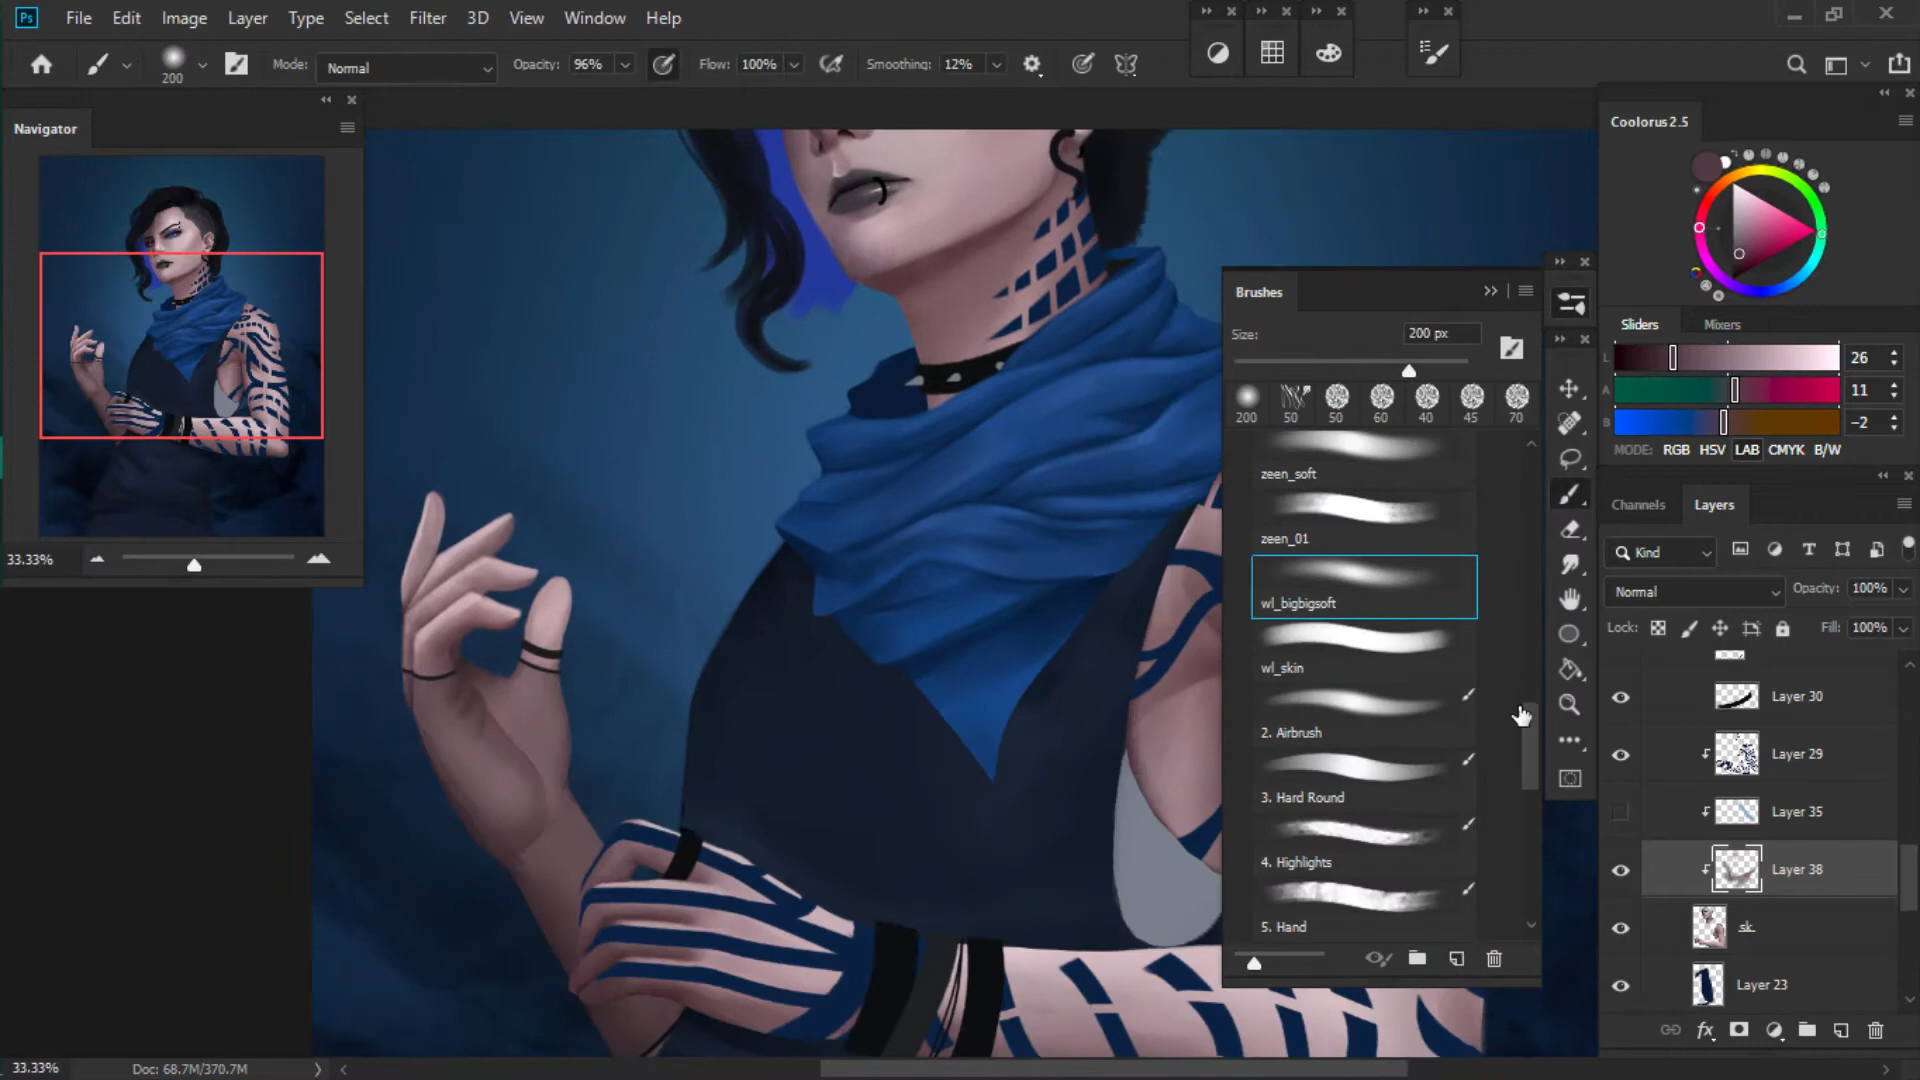 Ps File Edit Image Layer Type Select Filter 3D View Window Help
200 Mode: Normal Opacity: 96% Flow: 100% Smoothing: 12%
Navigator
33.33%
Brushes
Size: 200 px
200 50 50 60 40 45 70
zeen_soft
zeen_01
wl_bigbigsoft
wl_skin
2. Airbrush
3. Hard Round
4. Highlights
5. Hand
Coolorus2.5
Sliders Mixers
L 26
A 11
B -2
MODE: RGB HSV LAB CMYK B/W
Channels Layers
Kind
Normal Opacity: 100%
Lock: Fill: 100%
Layer 30
Layer 29
Layer 35
Layer 38
sk
Layer 23
fx
33.33% Doc: 68.7M/370.7M